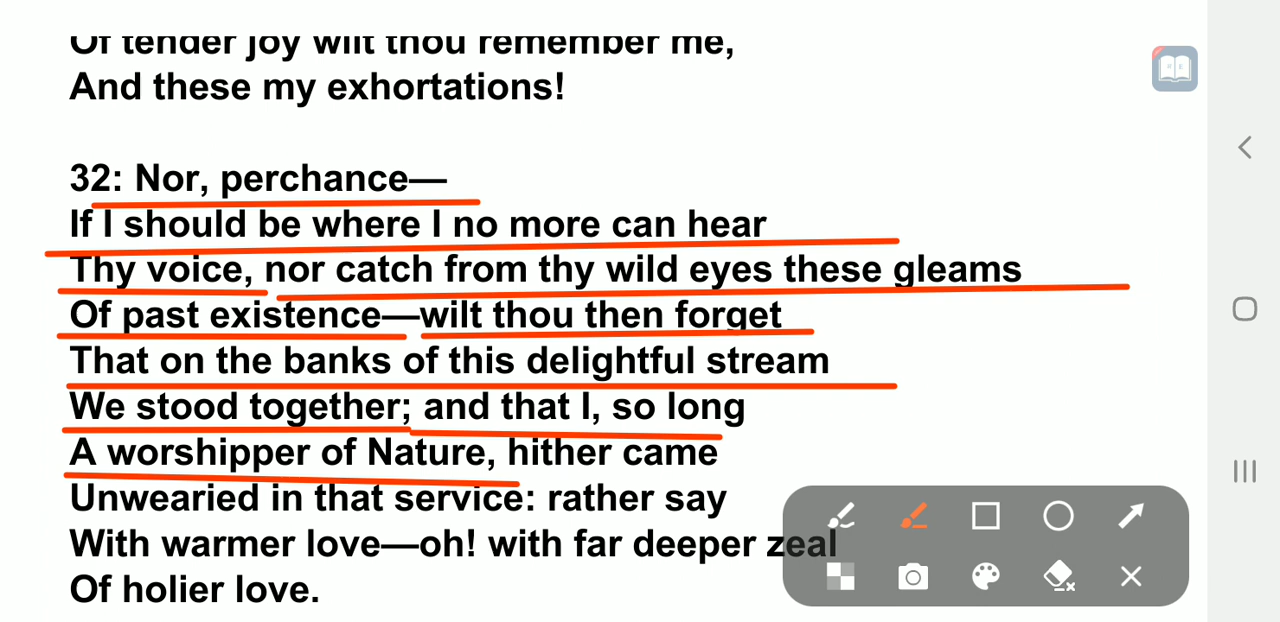 Of tender joy wilt thou remember me,
And these my exhortations!
32: Nor, perchance—
If I should be where I no more can hear
Thy voice, nor catch from thy wild eyes these gleams
Of past existence—wilt thou then forget
That on the banks of this delightful stream
We stood together; and that I, so long
A worshipper of Nature, hither came
Unwearied in that service: rather say
With warmer love—oh! with far deeper zeal
Of holier love.